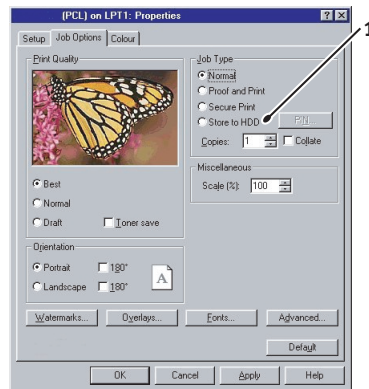 (PCL) on LPT1: Properties
1
Setup Job Options Colour
Print Quality
Best
Normal
Draft Toner save
Orientation
Portrait 180°
Landscape 180°
A
Job Type
Normal
Proof and Print
Secure Print
Store to HDD PIN...
Copies: 1 Collate
Miscellaneous
Scale (%): 100
Watermarks... Overlays... Fonts... Advanced...
Default
OK Cancel Apply Help